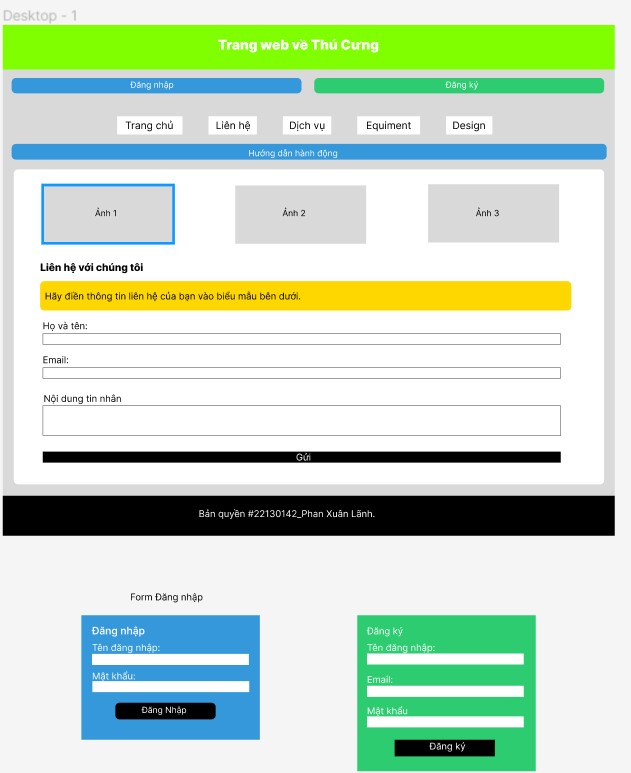 Desktop - 1
Trang web về Thú Cưng
Đăng nhập
Đăng ký
Trang chủ
Liên hệ
Dịch vụ
Equiment
Design
Hướng dẫn hành động
Ảnh 1
Ảnh 2
Ảnh 3
Liên hệ với chúng tôi
Hãy điền thông tin liên hệ của bạn vào biểu mẫu bên dưới.
Họ và tên:
Email:
Nội dung tin nhắn
Gửi
Bản quyền #22130142_Phan Xuân Lãnh.
Form Đăng nhập
Đăng nhập
Tên đăng nhập:
Mật khẩu:
Đăng Nhập
Đăng ký
Tên đăng nhập:
Email:
Mật khẩu
Đăng ký